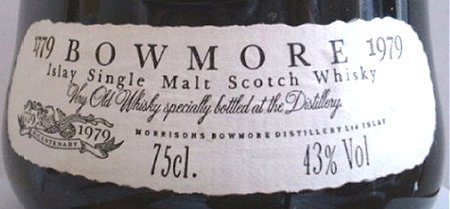 1779 BOWMORE 1979
Islay Single Malt Scotch Whisky
Very Old Whisky specially bottled at the Distillery
1779 1979
BICENTENARY
MORRISONS BOWMORE DISTILLERY Ltd ISLAY
75cl. 43% Vol